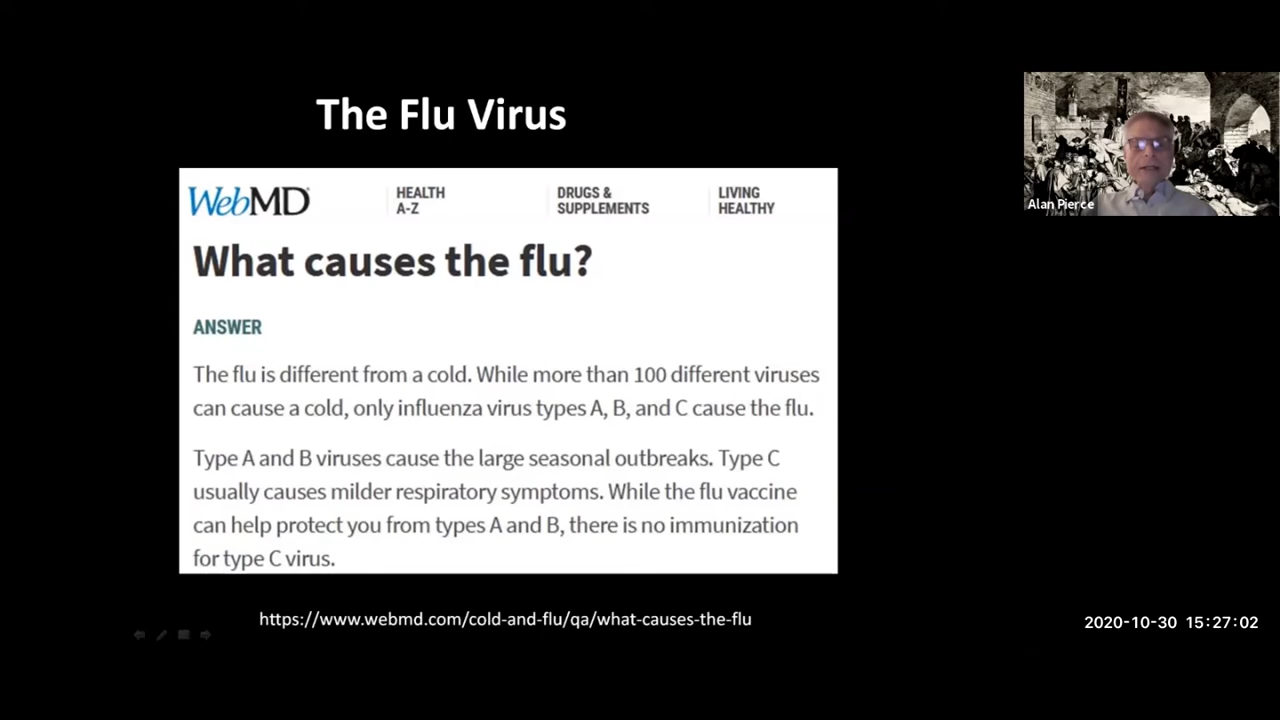 The Flu Virus
WebMD
HEALTH
A-Z
DRUGS &
SUPPLEMENTS
LIVING
HEALTHY
What causes the flu?
ANSWER
The flu is different from a cold. While more than 100 different viruses
can cause a cold, only influenza virus types A, B, and C cause the flu.
Type A and B viruses cause the large seasonal outbreaks. Type C
usually causes milder respiratory symptoms. While the flu vaccine
can help protect you from types A and B, there is no immunization
for type C virus.
https://www.webmd.com/cold-and-flu/qa/what-causes-the-flu
Alan Pierce
2020-10-30 15:27:02